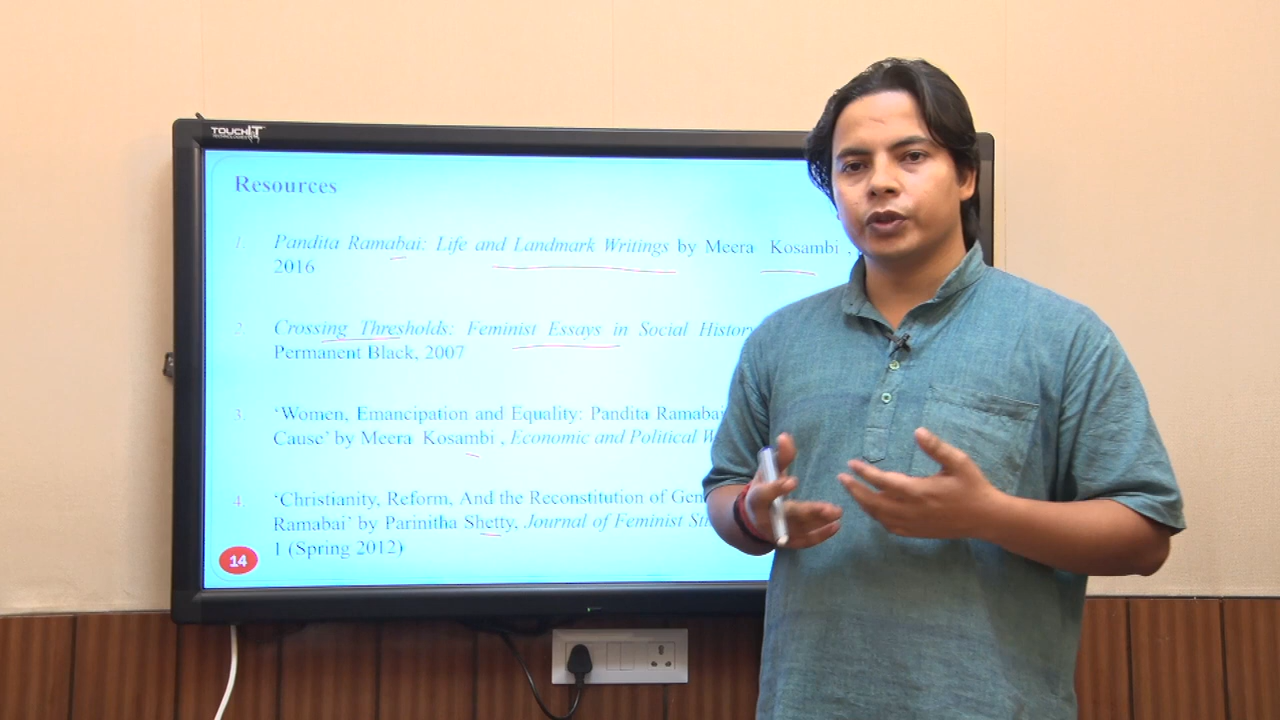 TOUCHIT
TECHNOLOGIES
Resources
1. Pandita Ramabai: Life and Landmark Writings by Meera Kosambi ,
2016
2. Crossing Thresholds: Feminist Essays in Social History
Permanent Black, 2007
3. ‘Women, Emancipation and Equality: Pandita Ramabai
Cause’ by Meera Kosambi , Economic and Political W
4. ‘Christianity, Reform, And the Reconstitution of Gen
Ramabai’ by Parinitha Shetty, Journal of Feminist St
1 (Spring 2012)
14